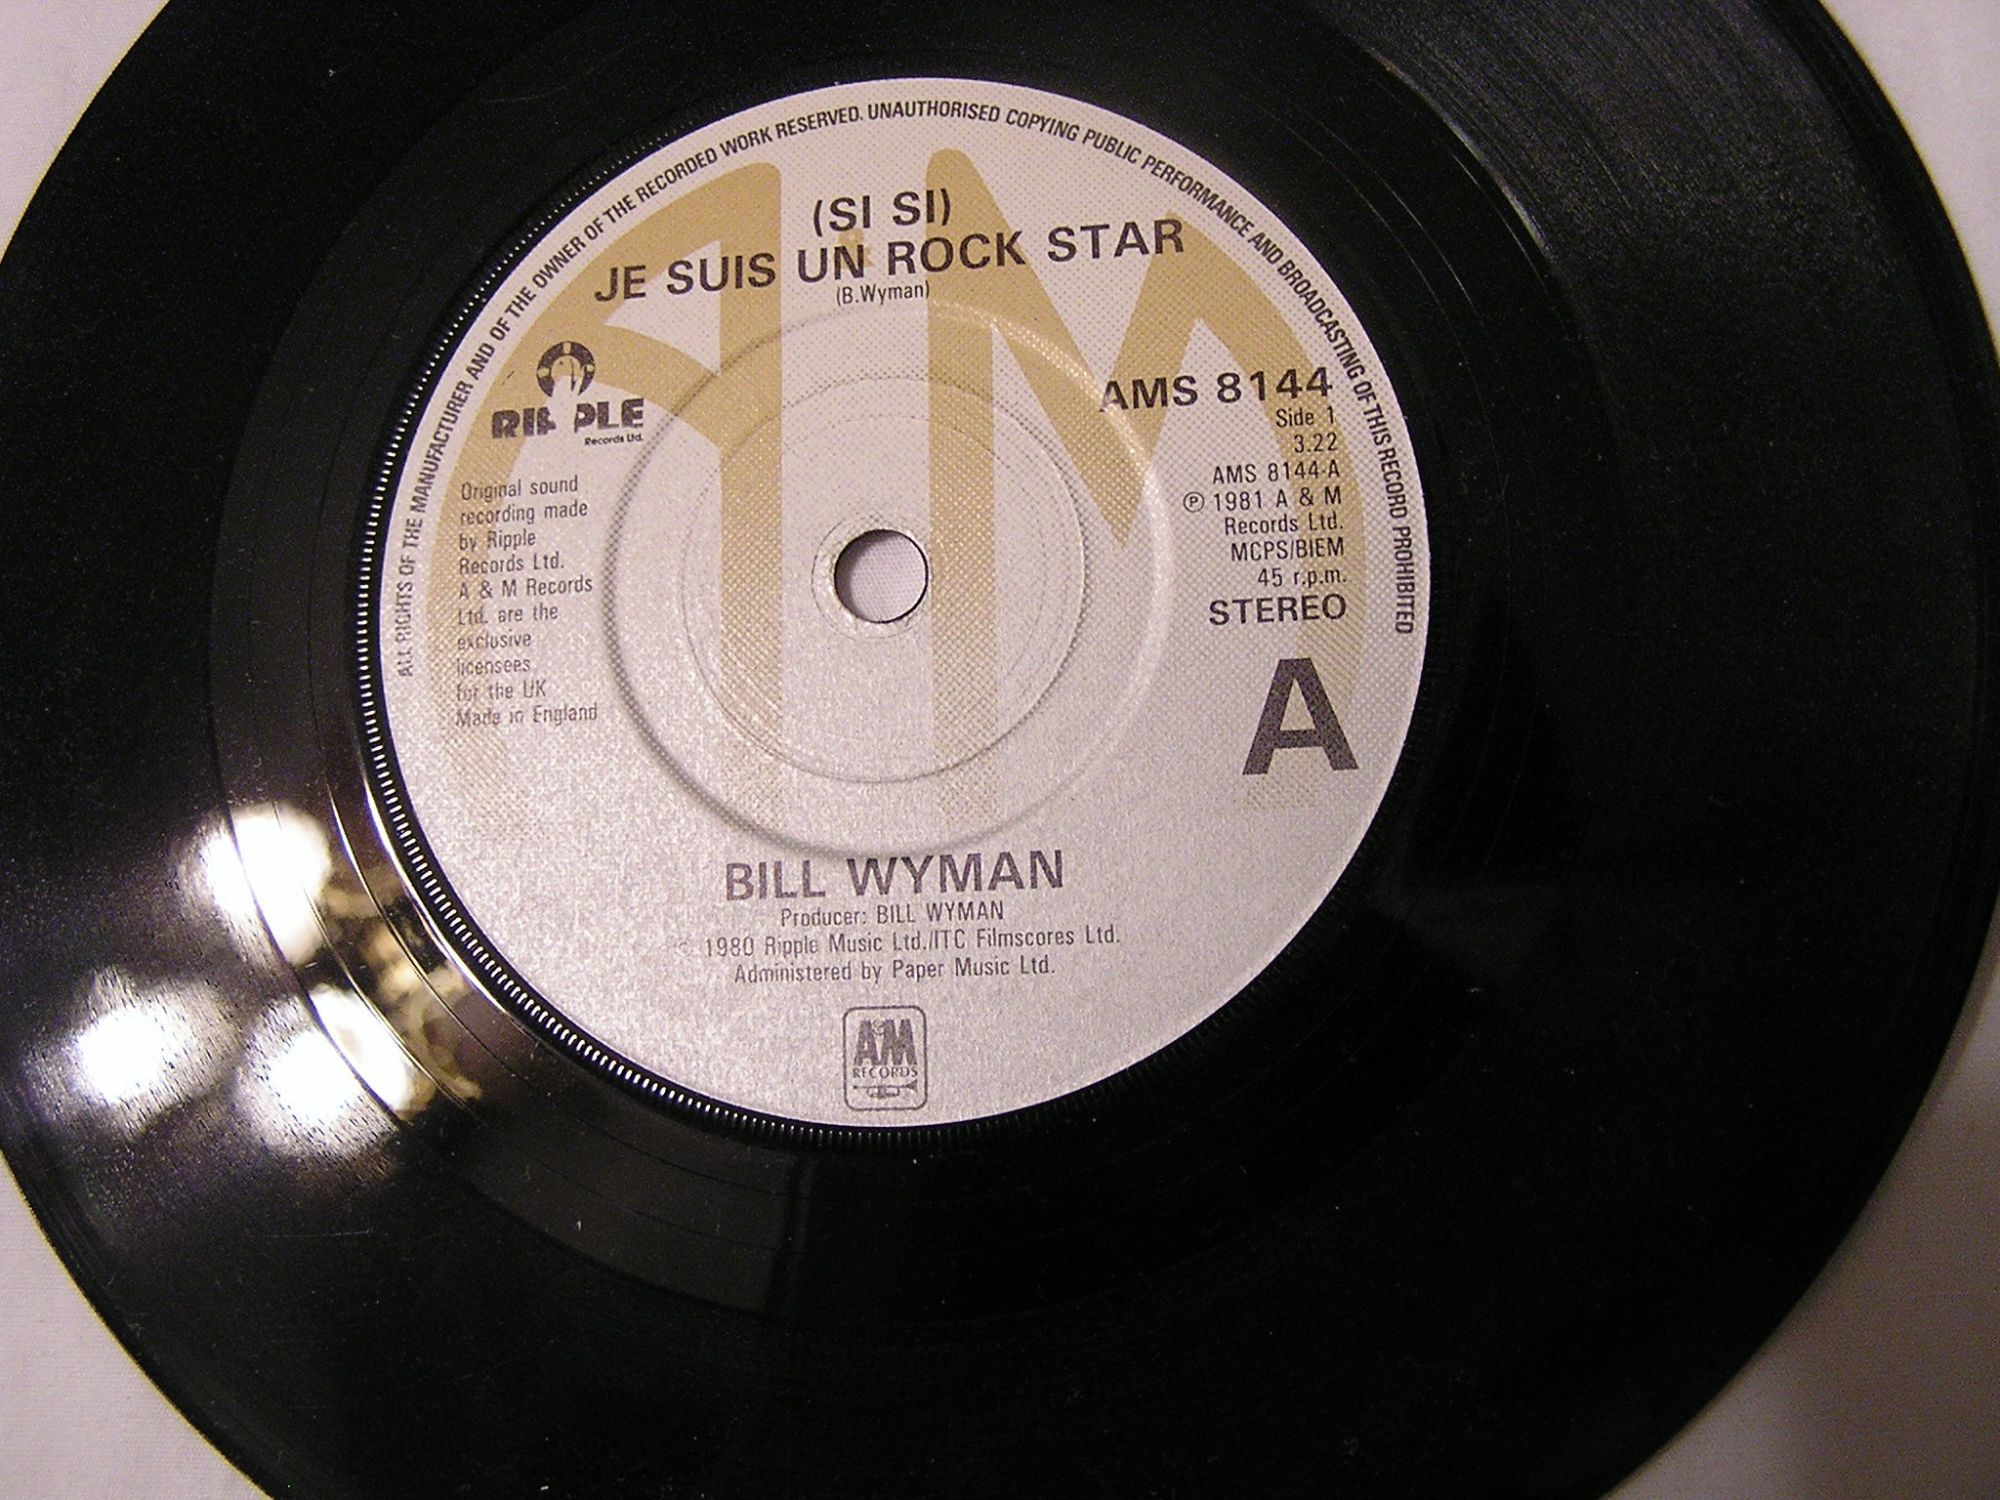 ALL RIGHTS OF THE MANUFACTURER AND OF THE OWNER OF THE RECORDED WORK RESERVED. UNAUTHORISED COPYING PUBLIC PERFORMANCE AND BROADCASTING OF THIS RECORD PROHIBITED
(SI SI)
JE SUIS UN ROCK STAR
(B.Wyman)
RIPPLE
Records Ltd.
Original sound
recording made
by Ripple
Records Ltd.
A & M Records
Ltd. are the
exclusive
licensees
for the UK
Made in England
AMS 8144
Side 1
3.22
AMS 8144-A
℗ 1981 A & M
Records Ltd.
MCPS/BIEM
45 r.p.m.
STEREO
A
BILL WYMAN
Producer: BILL WYMAN
© 1980 Ripple Music Ltd./ITC Filmscores Ltd.
Administered by Paper Music Ltd.
A&M
RECORDS